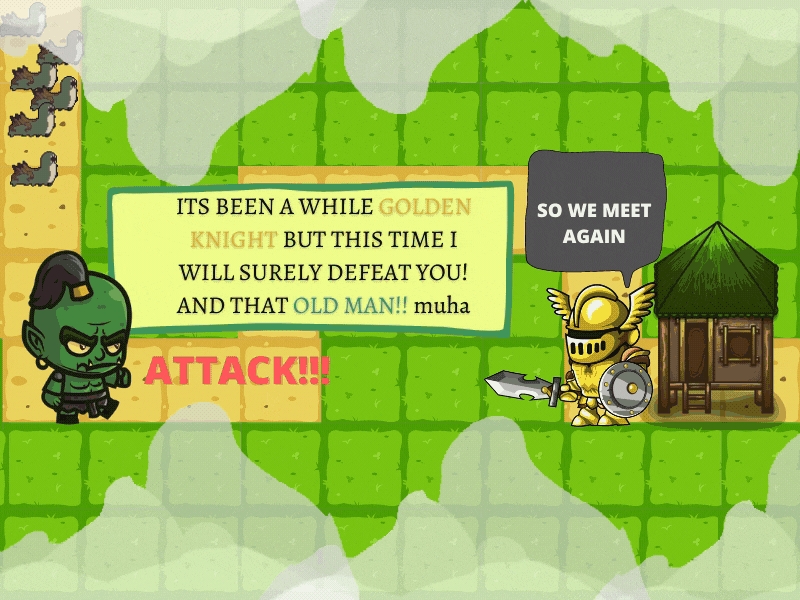 ITS BEEN A WHILE GOLDEN
KNIGHT BUT THIS TIME I
WILL SURELY DEFEAT YOU!
AND THAT OLD MAN!! muha
SO WE MEET
AGAIN
ATTACK!!!